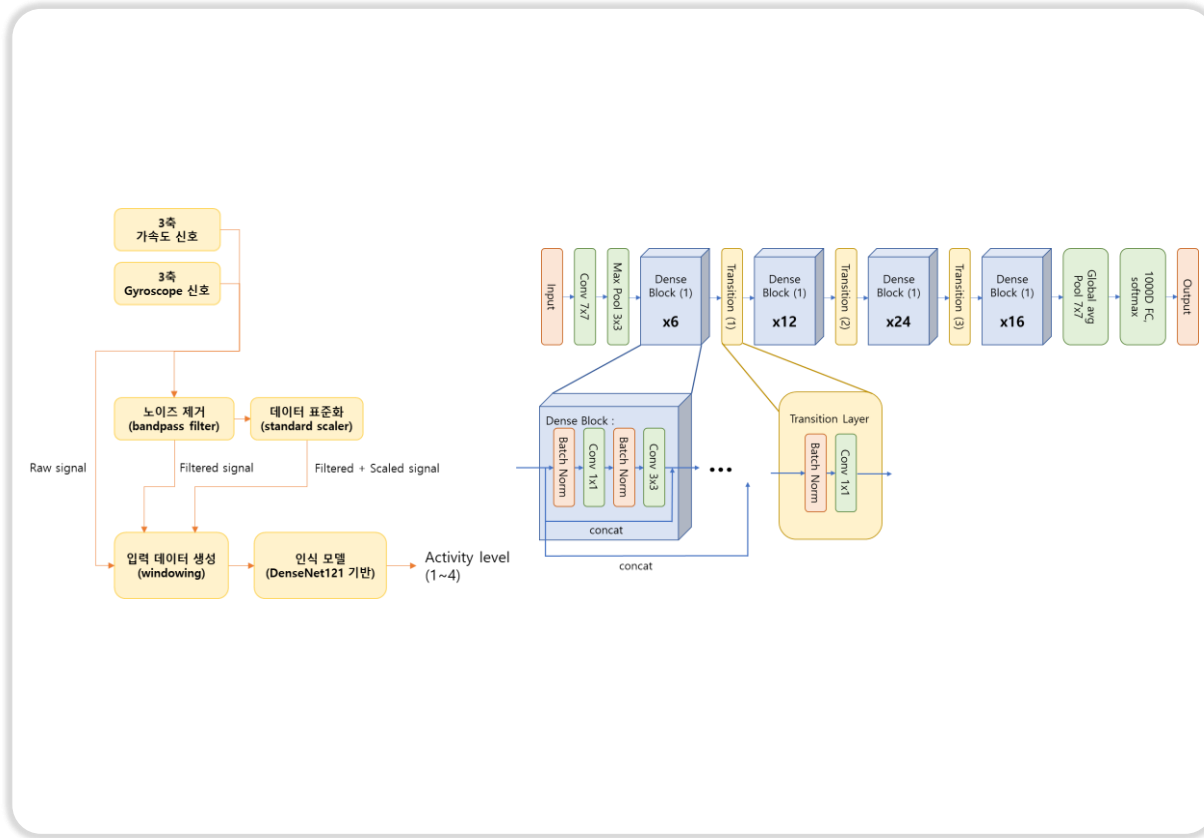 3축
가속도 신호
3축
Gyroscope 신호
노이즈 제거
(bandpass filter)
데이터 표준화
(standard scaler)
Raw signal
Filtered signal
Filtered + Scaled signal
입력 데이터 생성
(windowing)
인식 모델
(DenseNet121 기반)
Activity level
(1~4)
Input
Conv 7x7
Max Pool 3x3
Dense
Block (1)
x6
Transition (1)
Dense
Block (1)
x12
Transition (2)
Dense
Block (1)
x24
Transition (3)
Dense
Block (1)
x16
Global avg
Pool 7x7
1000D FC,
softmax
Output
Dense Block :
Batch Norm
Conv 1x1
Batch Norm
Conv 3x3
concat
concat
Transition Layer
Batch Norm
Conv 1x1